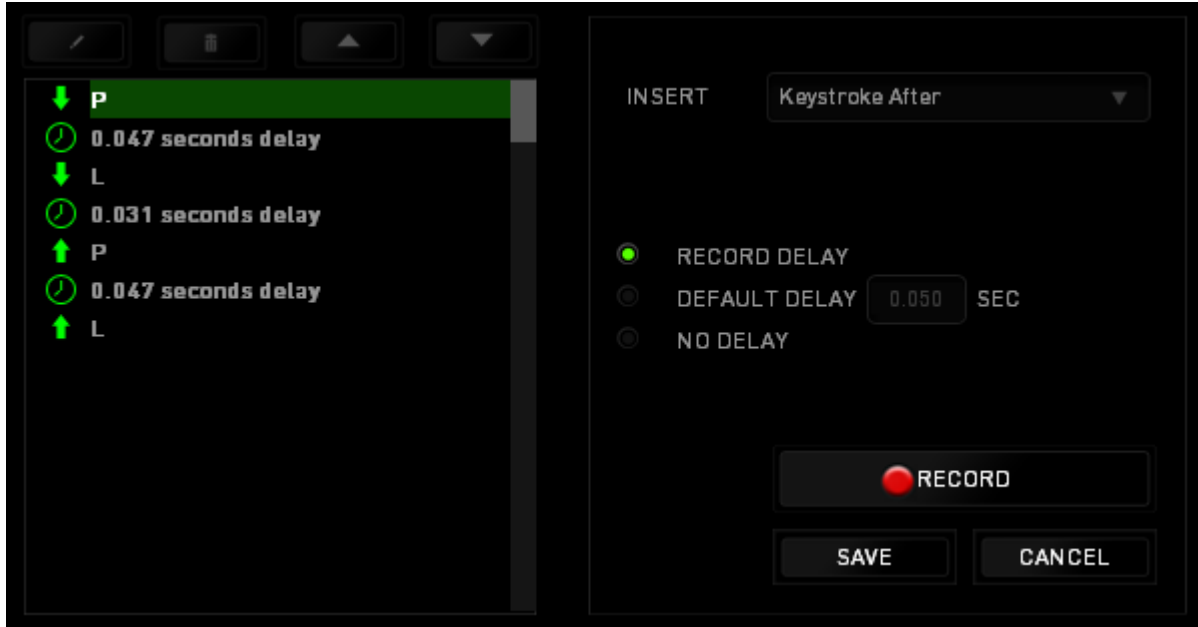 P
0.047 seconds delay
L
0.031 seconds delay
P
0.047 seconds delay
L
INSERT Keystroke After
RECORD DELAY
DEFAULT DELAY 0.050 SEC
NO DELAY
RECORD
SAVE CANCEL